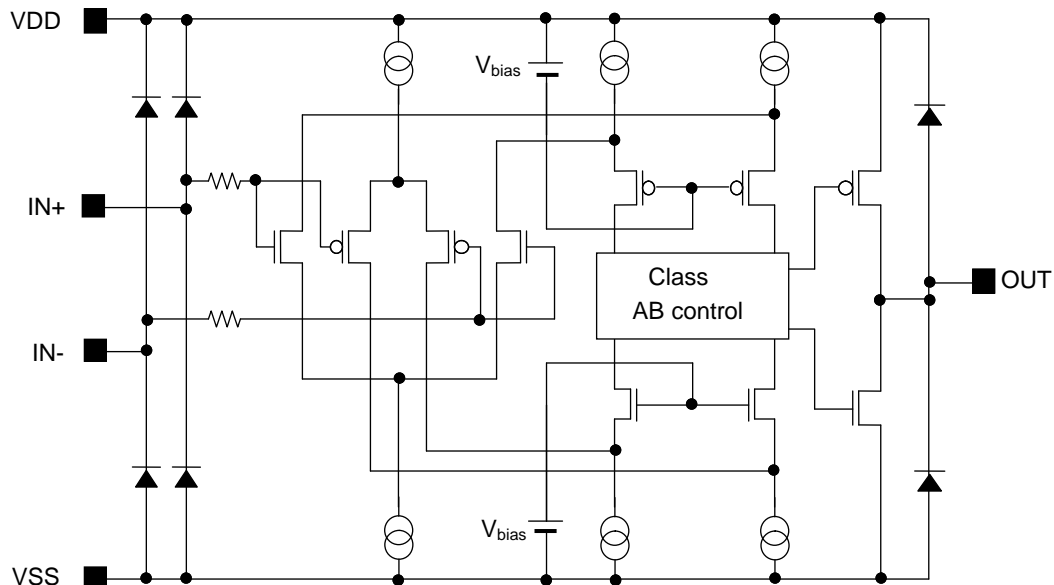 VDD
V_bias
IN+
Class
AB control
OUT
IN-
V_bias
VSS